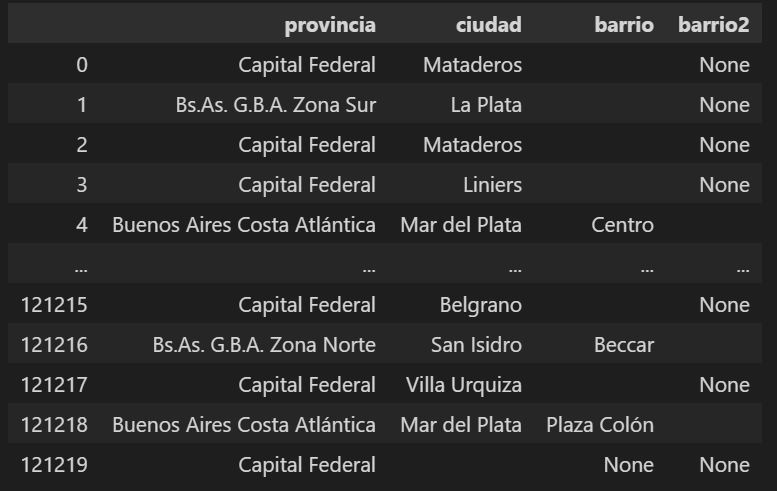 provincia ciudad barrio barrio2
0 Capital Federal Mataderos None
1 Bs.As. G.B.A. Zona Sur La Plata None
2 Capital Federal Mataderos None
3 Capital Federal Liniers None
4 Buenos Aires Costa Atlántica Mar del Plata Centro
... ... ... ... ...
121215 Capital Federal Belgrano None
121216 Bs.As. G.B.A. Zona Norte San Isidro Beccar
121217 Capital Federal Villa Urquiza None
121218 Buenos Aires Costa Atlántica Mar del Plata Plaza Colón
121219 Capital Federal None None